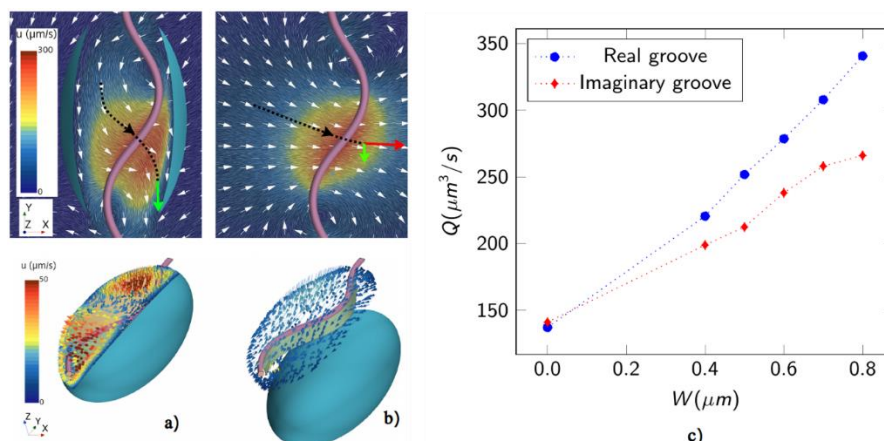 u (μm/s)
300
0
Y
Z X
u (μm/s)
50
0
Z Y
X
a)
b)
Real groove
Imaginary groove
350
300
250
200
150
Q(μm³/s)
0.0 0.2 0.4 0.6 0.8
W(μm)
c)